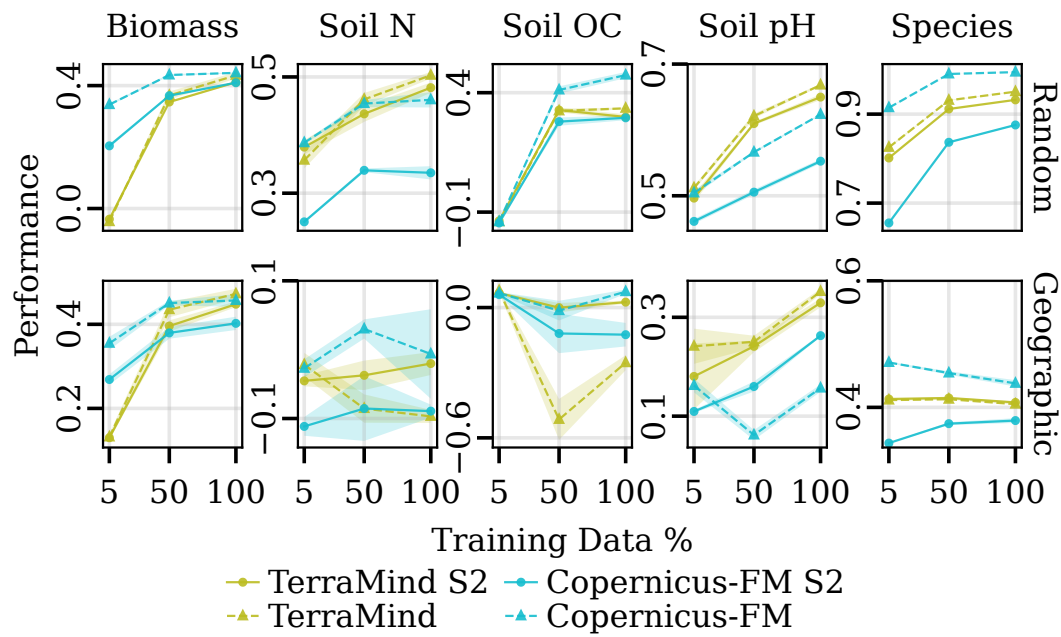 Biomass Soil N Soil OC Soil pH Species
Performance
0.4
0.0
0.5
0.3
0.4
−0.1
0.7
0.5
0.9
0.7
Random
0.4
0.2
0.1
−0.1
0.0
−0.6
0.3
0.1
0.6
0.4
Geographic
5 50 100 5 50 100 5 50 100 5 50 100 5 50 100
Training Data %
TerraMind S2 Copernicus-FM S2
TerraMind Copernicus-FM